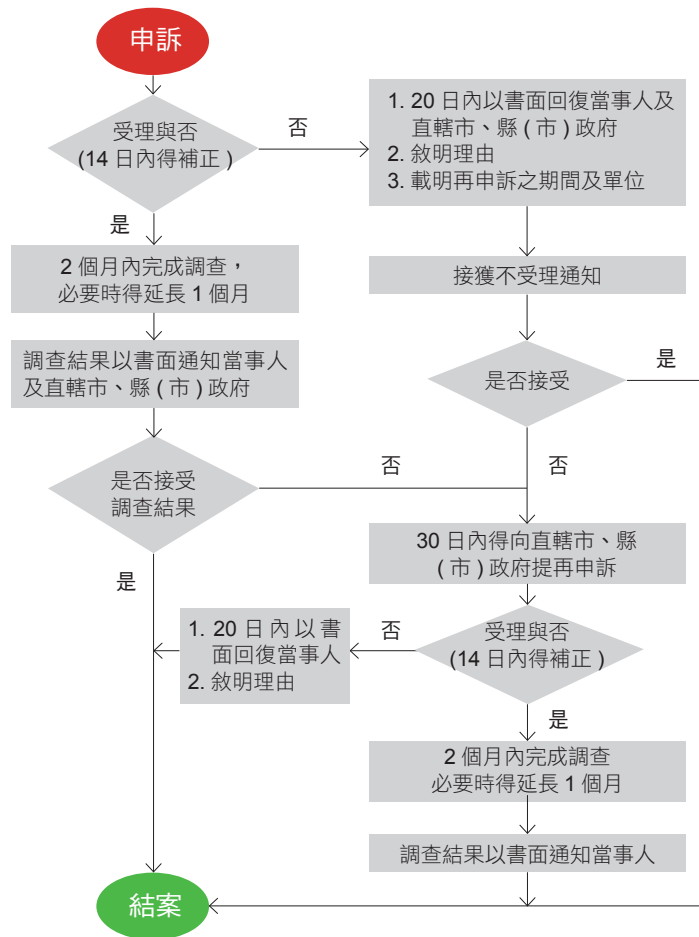 申訴
受理與否
(14 日內得補正 )
否
1. 20 日內以書面回復當事人及
直轄市、縣 ( 市 ) 政府
2. 敘明理由
3. 載明再申訴之期間及單位
是
2 個月內完成調查，
必要時得延長 1 個月
接獲不受理通知
調查結果以書面通知當事人
及直轄市、縣 ( 市 ) 政府
是否接受
是
是否接受
調查結果
否
否
30 日內得向直轄市、縣
( 市 ) 政府提再申訴
是
1. 20 日內以書
面回復當事人
2. 敘明理由
否
受理與否
(14 日內得補正 )
是
2 個月內完成調查
必要時得延長 1 個月
調查結果以書面通知當事人
結案